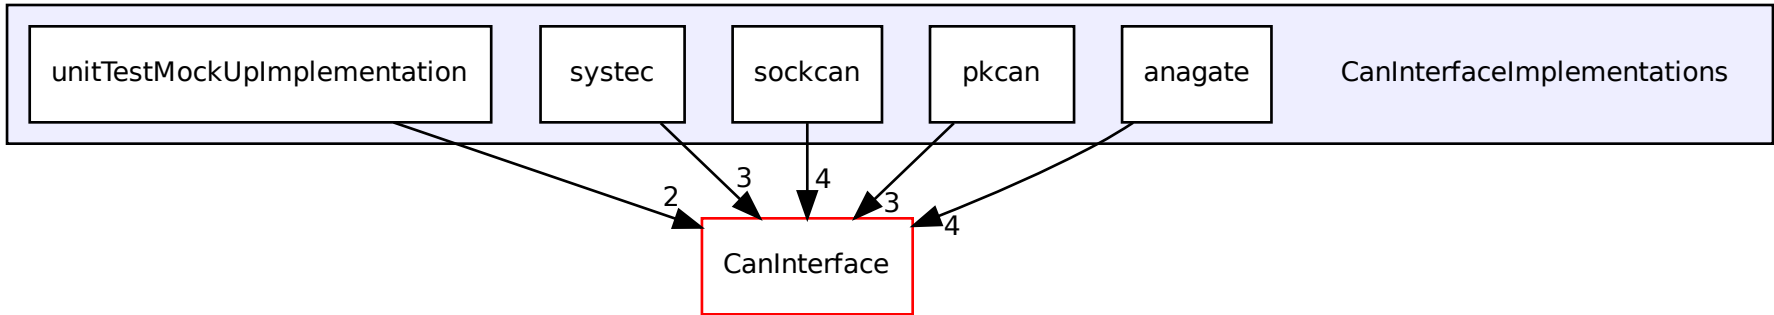 unitTestMockUpImplementation
systec
sockcan
pkcan
anagate
CanInterfaceImplementations
2
3
4
3
4
CanInterface